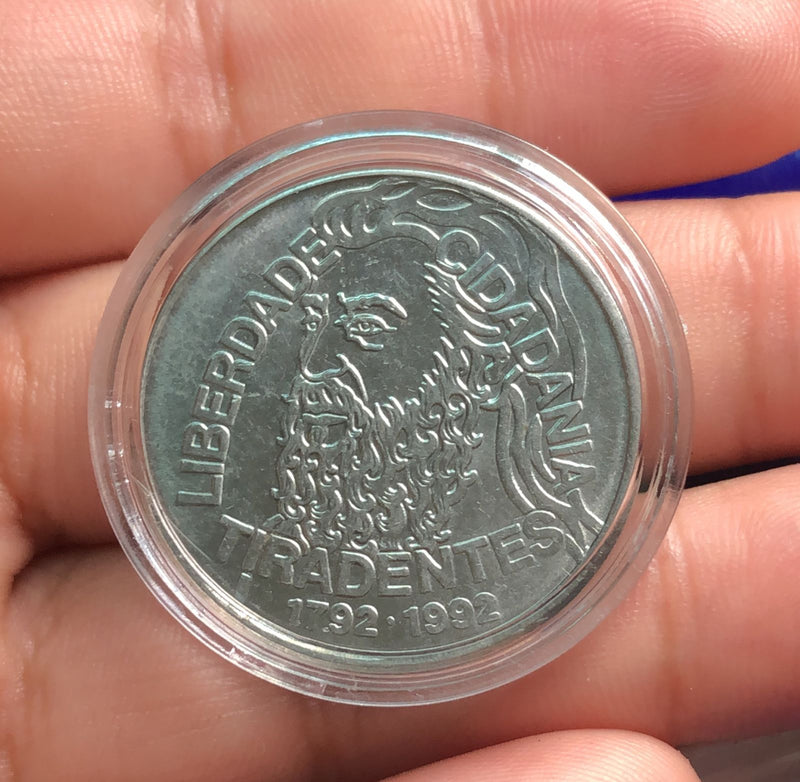 LIBERDADE
CIDADANIA
TIRADENTES
1792 · 1992